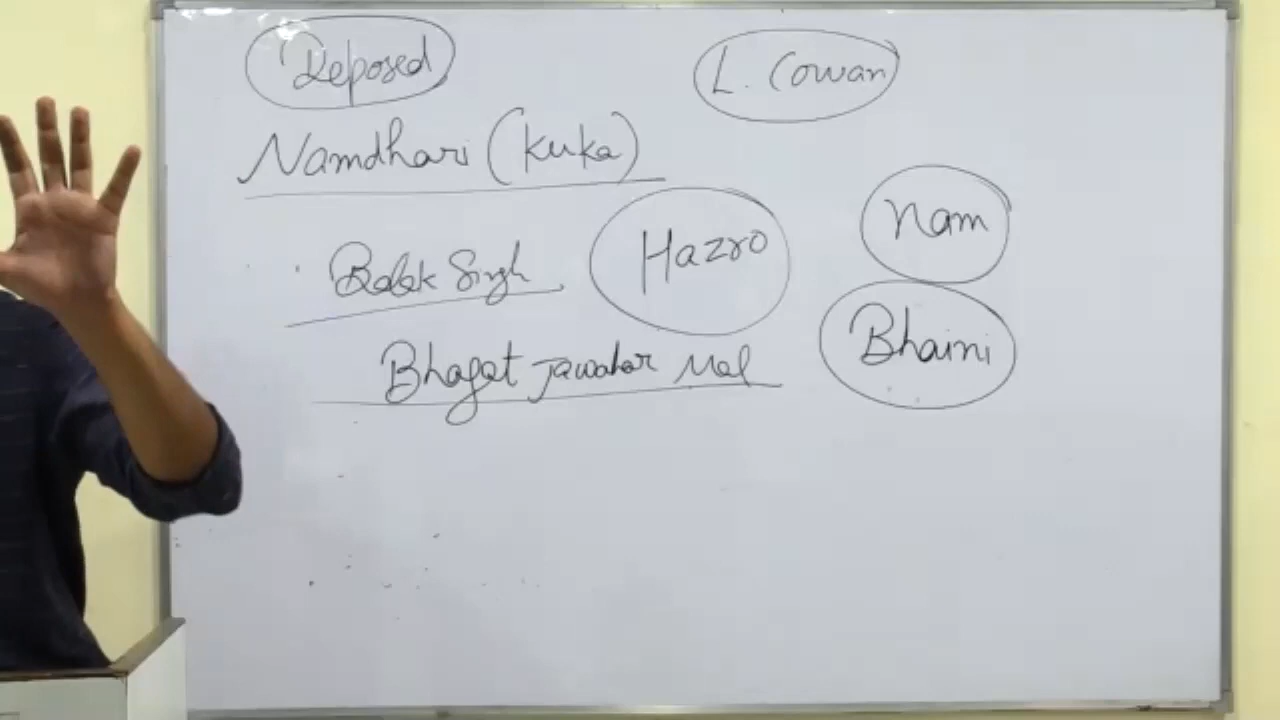 Deposed
L. Cowan
Namdhari (Kuka)
Nam
Balak Singh
Hazro
Bhaini
Bhagat Jawahar Mal